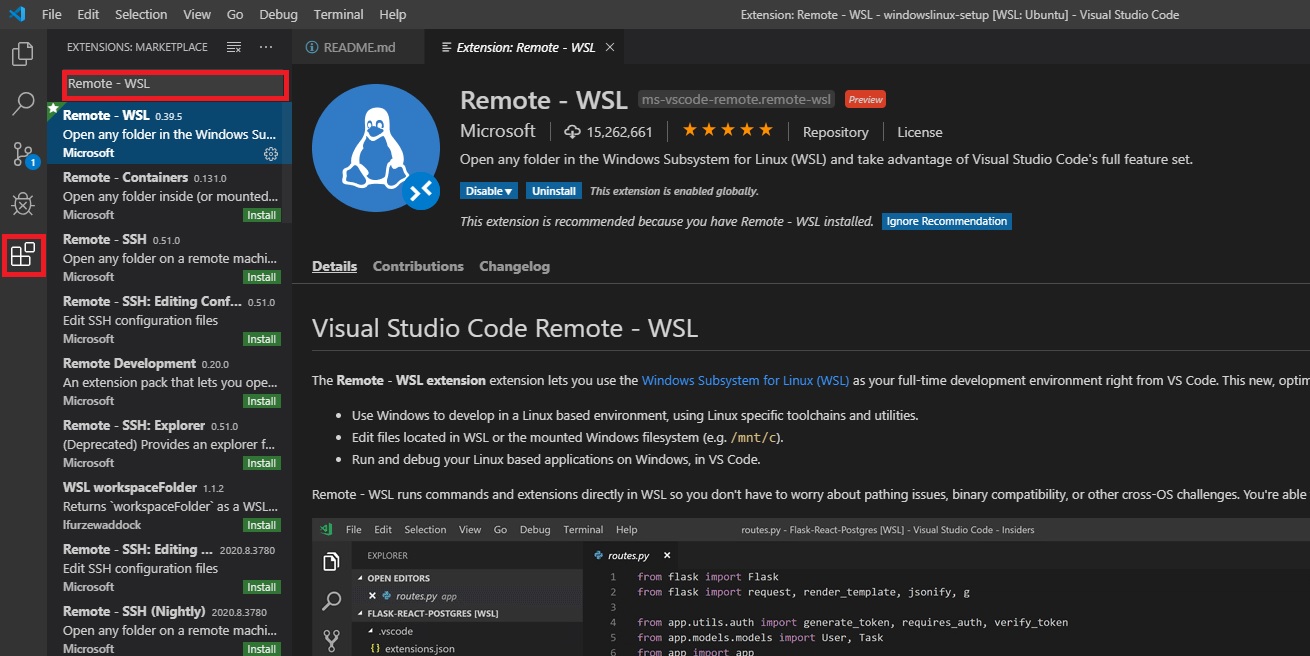 File Edit Selection View Go Debug Terminal Help
Extension: Remote - WSL - windowslinux-setup [WSL: Ubuntu] - Visual Studio Code
EXTENSIONS: MARKETPLACE
Remote - WSL
Remote - WSL 0.39.5
Open any folder in the Windows Su...
Microsoft
Remote - Containers 0.131.0
Open any folder inside (or mounted...
Microsoft Install
Remote - SSH 0.51.0
Open any folder on a remote machi...
Microsoft Install
Remote - SSH: Editing Conf... 0.51.0
Edit SSH configuration files
Microsoft Install
Remote Development 0.20.0
An extension pack that lets you ope...
Microsoft Install
Remote - SSH: Explorer 0.51.0
(Deprecated) Provides an explorer f...
Microsoft Install
WSL workspaceFolder 1.1.2
Returns `workspaceFolder` as a WSL...
lfurzewaddock Install
Remote - SSH: Editing ... 2020.8.3780
Edit SSH configuration files
Microsoft Install
Remote - SSH (Nightly) 2020.8.3780
Open any folder on a remote machi...
Microsoft Install
1
README.md
Extension: Remote - WSL
Remote - WSL ms-vscode-remote.remote-wsl Preview
Microsoft 15,262,661 Repository License
Open any folder in the Windows Subsystem for Linux (WSL) and take advantage of Visual Studio Code's full feature set.
Disable Uninstall This extension is enabled globally.
This extension is recommended because you have Remote - WSL installed. Ignore Recommendation
Details Contributions Changelog
Visual Studio Code Remote - WSL
The Remote - WSL extension extension lets you use the Windows Subsystem for Linux (WSL) as your full-time development environment right from VS Code. This new, optim
Use Windows to develop in a Linux based environment, using Linux specific toolchains and utilities.
Edit files located in WSL or the mounted Windows filesystem (e.g. /mnt/c).
Run and debug your Linux based applications on Windows, in VS Code.
Remote - WSL runs commands and extensions directly in WSL so you don't have to worry about pathing issues, binary compatibility, or other cross-OS challenges. You're able
File Edit Selection View Go Debug Terminal Help
routes.py - Flask-React-Postgres [WSL] - Visual Studio Code - Insiders
EXPLORER
OPEN EDITORS
routes.py app
FLASK-REACT-POSTGRES [WSL]
.vscode
{} extensions.json
routes.py
1 from flask import Flask
2 from flask import request, render_template, jsonify, g
3
4 from app.utils.auth import generate_token, requires_auth, verify_token
5 from app.models.models import User, Task
6 from app import app